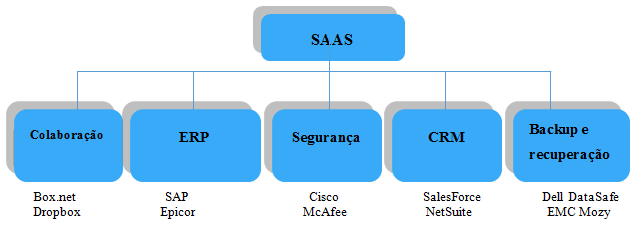 SAAS
Colaboração
ERP
Segurança
CRM
Backup e
recuperação
Box.net
Dropbox
SAP
Epicor
Cisco
McAfee
SalesForce
NetSuite
Dell DataSafe
EMC Mozy